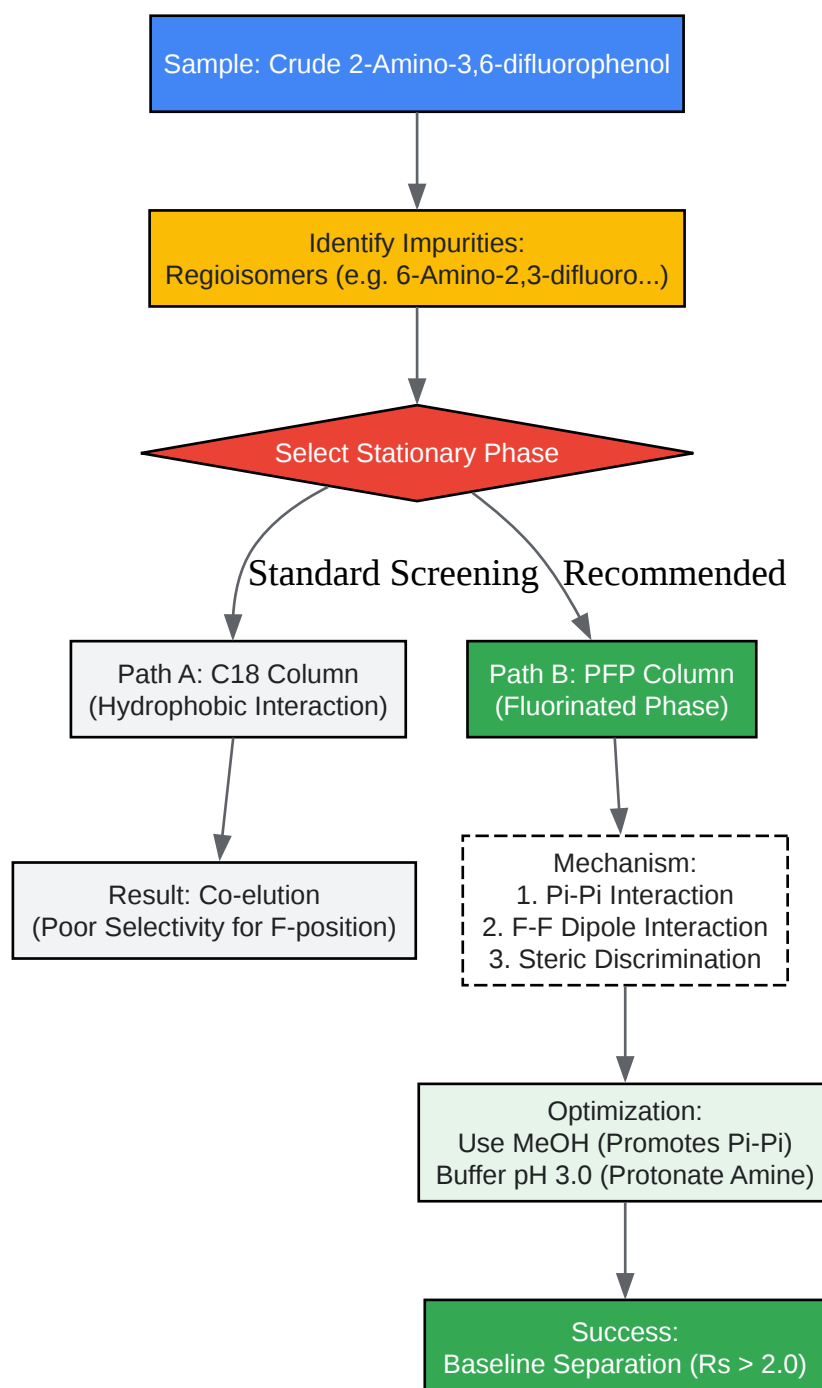 Sample: Crude 2-Amino-3,6-difluorophenol
Identify Impurities:
Regioisomers (e.g. 6-Amino-2,3-difluoro...)
Select Stationary Phase
Standard Screening
Recommended
Path A: C18 Column
(Hydrophobic Interaction)
Path B: PFP Column
(Fluorinated Phase)
Result: Co-elution
(Poor Selectivity for F-position)
Mechanism:
1. Pi-Pi Interaction
2. F-F Dipole Interaction
3. Steric Discrimination
Optimization:
Use MeOH (Promotes Pi-Pi)
Buffer pH 3.0 (Protonate Amine)
Success:
Baseline Separation (Rs > 2.0)